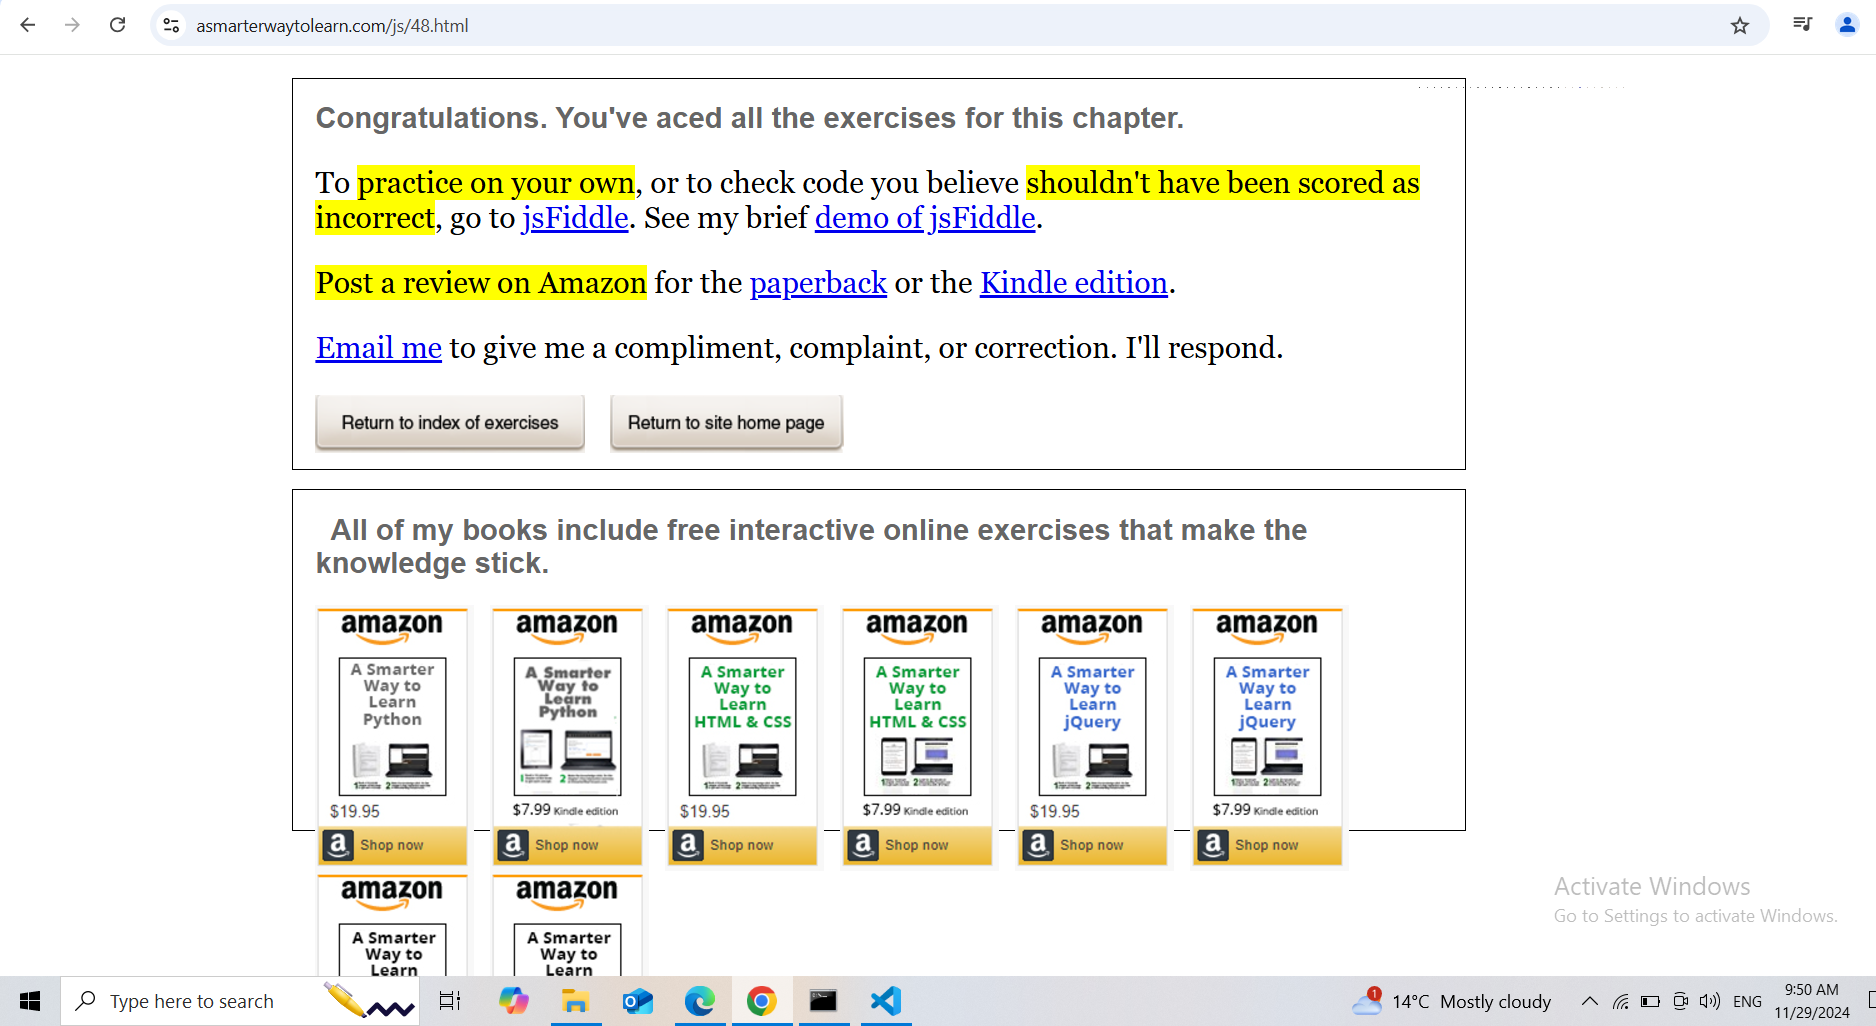 asmarterwaytolearn.com/js/48.html
Congratulations. You've aced all the exercises for this chapter.
To practice on your own, or to check code you believe shouldn't have been scored as
incorrect, go to jsFiddle. See my brief demo of jsFiddle.
Post a review on Amazon for the paperback or the Kindle edition.
Email me to give me a compliment, complaint, or correction. I'll respond.
Return to index of exercises
Return to site home page
All of my books include free interactive online exercises that make the
knowledge stick.
amazon
A Smarter
Way to
Learn
Python
$19.95
a Shop now
amazon
A Smarter
Way to
Learn
Python
$7.99 Kindle edition
a Shop now
amazon
A Smarter
Way to
Learn
HTML & CSS
$19.95
a Shop now
amazon
A Smarter
Way to
Learn
HTML & CSS
$7.99 Kindle edition
a Shop now
amazon
A Smarter
Way to
Learn
jQuery
$19.95
a Shop now
amazon
A Smarter
Way to
Learn
jQuery
$7.99 Kindle edition
a Shop now
amazon
A Smarter
Way to
Learn
amazon
A Smarter
Way to
Learn
Activate Windows
Go to Settings to activate Windows.
Type here to search
1
14°C Mostly cloudy
ENG
9:50 AM
11/29/2024